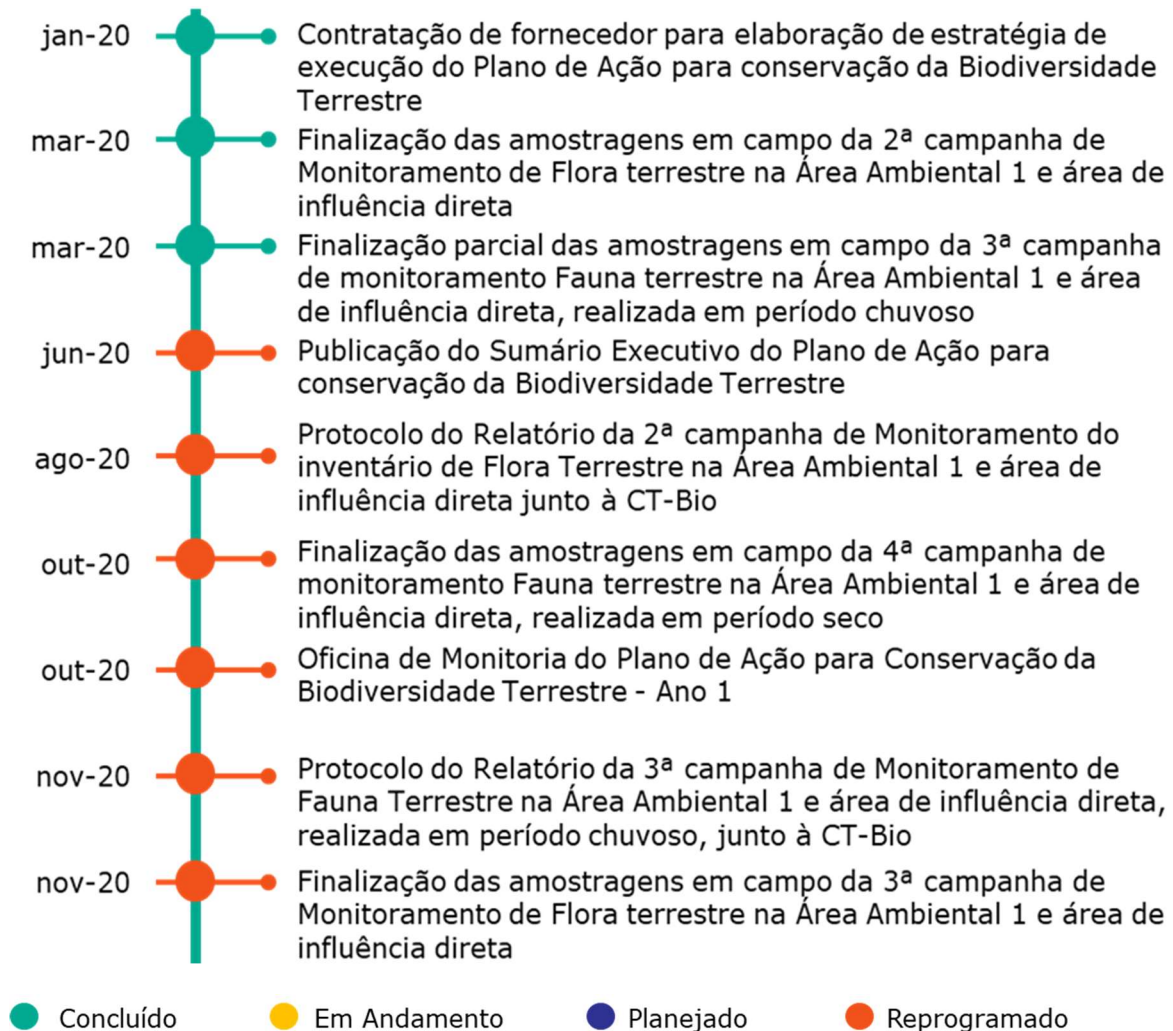 jan-20
Contratação de fornecedor para elaboração de estratégia de
execução do Plano de Ação para conservação da Biodiversidade
Terrestre
mar-20
Finalização das amostragens em campo da 2ª campanha de
Monitoramento de Flora terrestre na Área Ambiental 1 e área de
influência direta
mar-20
Finalização parcial das amostragens em campo da 3ª campanha
de monitoramento Fauna terrestre na Área Ambiental 1 e área
de influência direta, realizada em período chuvoso
jun-20
Publicação do Sumário Executivo do Plano de Ação para
conservação da Biodiversidade Terrestre
ago-20
Protocolo do Relatório da 2ª campanha de Monitoramento do
inventário de Flora Terrestre na Área Ambiental 1 e área de
influência direta junto à CT-Bio
out-20
Finalização das amostragens em campo da 4ª campanha de
monitoramento Fauna terrestre na Área Ambiental 1 e área de
influência direta, realizada em período seco
out-20
Oficina de Monitoria do Plano de Ação para Conservação da
Biodiversidade Terrestre - Ano 1
nov-20
Protocolo do Relatório da 3ª campanha de Monitoramento de
Fauna Terrestre na Área Ambiental 1 e área de influência direta,
realizada em período chuvoso, junto à CT-Bio
nov-20
Finalização das amostragens em campo da 3ª campanha de
Monitoramento de Flora terrestre na Área Ambiental 1 e área de
influência direta
Concluído Em Andamento Planejado Reprogramado